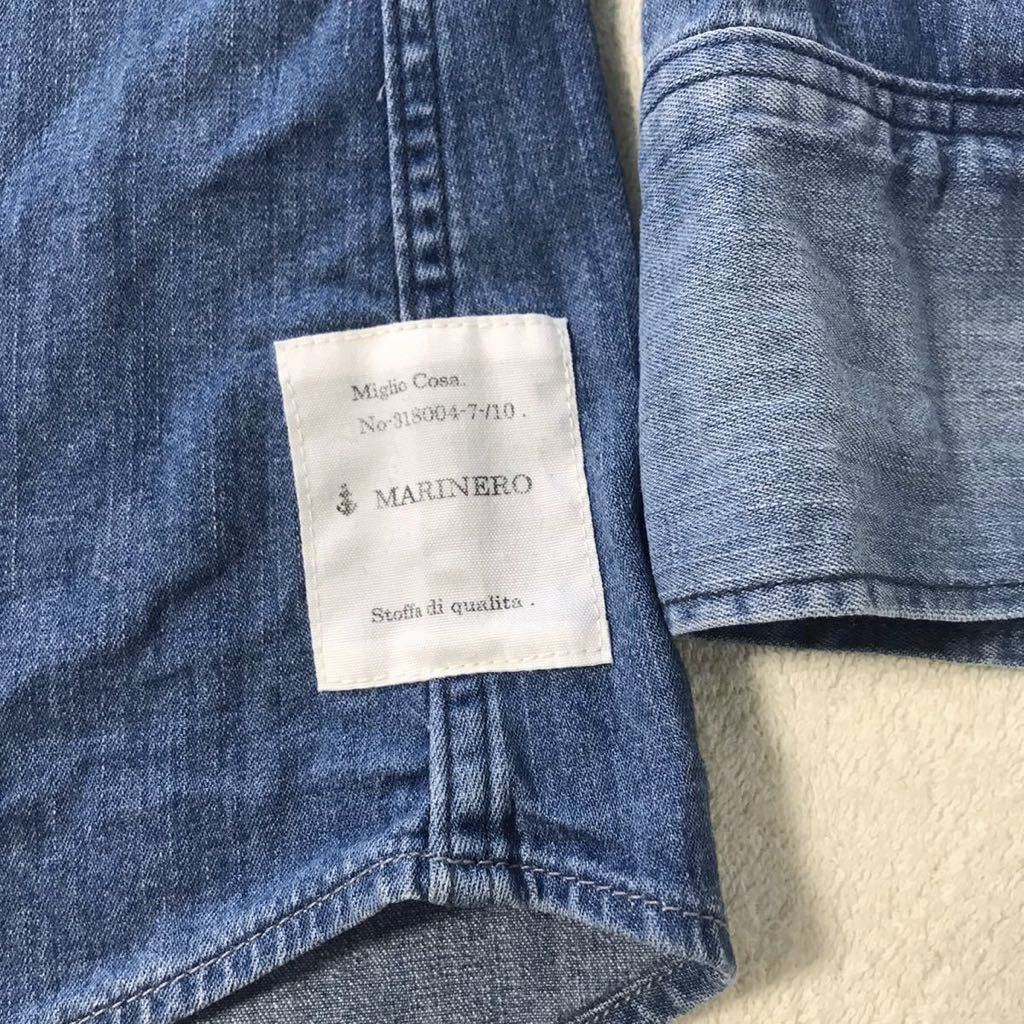 Miglio Cosa.
No-318004-7-/10 .
MARINERO
Stoffa di qualita .